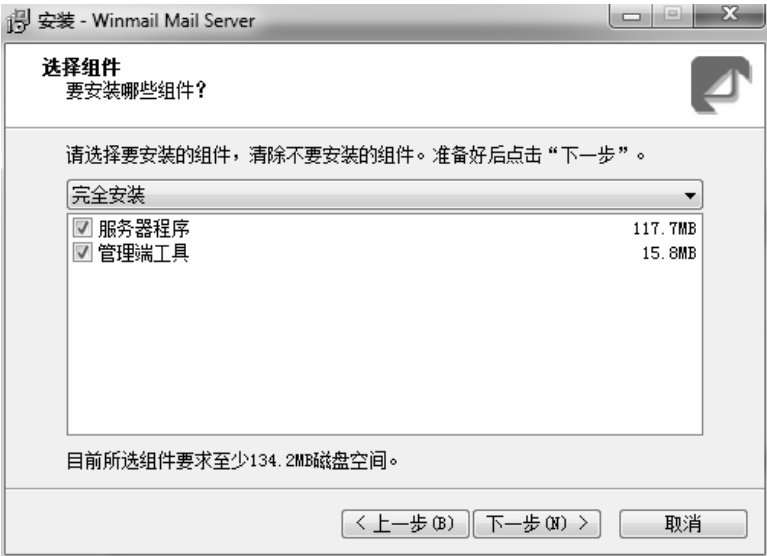 安装 - Winmail Mail Server
选择组件
要安装哪些组件?
请选择要安装的组件，清除不要安装的组件。准备好后点击“下一步”。
完全安装
服务器程序 117.7MB
管理端工具 15.8MB
目前所选组件要求至少134.2MB磁盘空间。
< 上一步(B) 下一步(N) > 取消